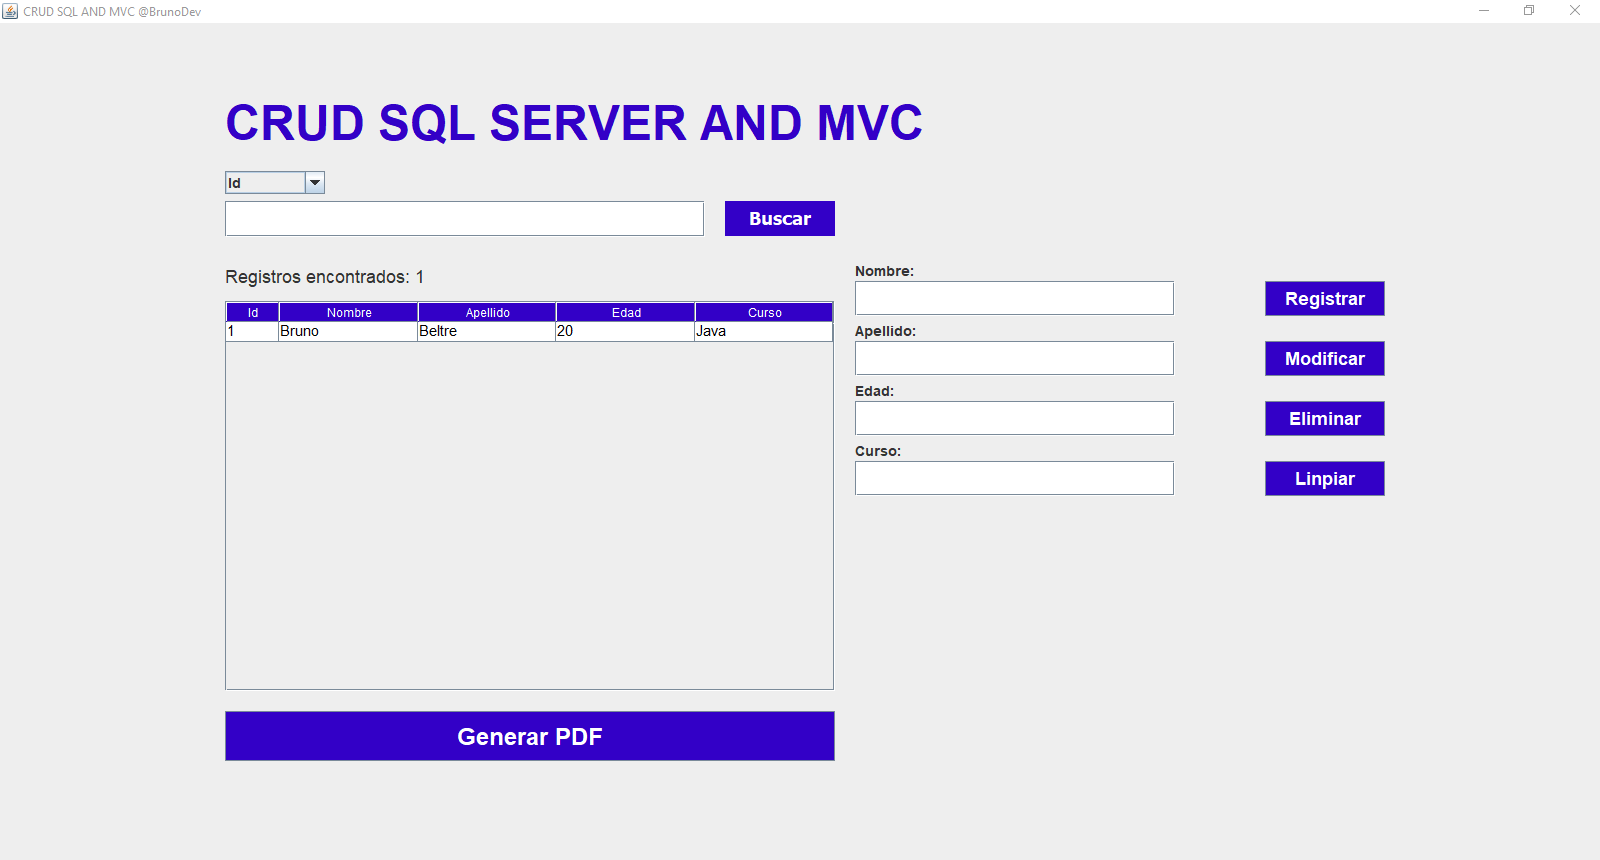 CRUD SQL AND MVC @BrunoDev
CRUD SQL SERVER AND MVC
Id
Buscar
Registros encontrados: 1
Id Nombre Apellido Edad Curso
1 Bruno Beltre 20 Java
Generar PDF
Nombre:
Apellido:
Edad:
Curso:
Registrar
Modificar
Eliminar
Linpiar